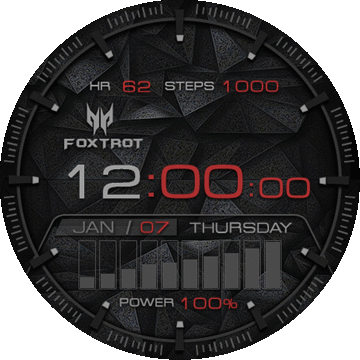 HR 62 STEPS 1000
FOXTROT
12:00:00
JAN / 07 THURSDAY
POWER 100%